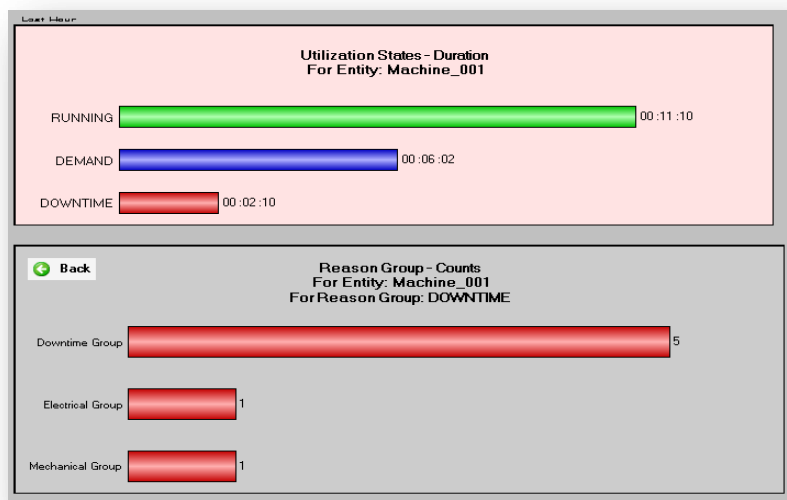 Last Hour
Utilization States - Duration
For Entity: Machine_001
RUNNING 00:11:10
DEMAND 00:06:02
DOWNTIME 00:02:10
Back
Reason Group - Counts
For Entity: Machine_001
For Reason Group: DOWNTIME
Downtime Group 5
Electrical Group 1
Mechanical Group 1